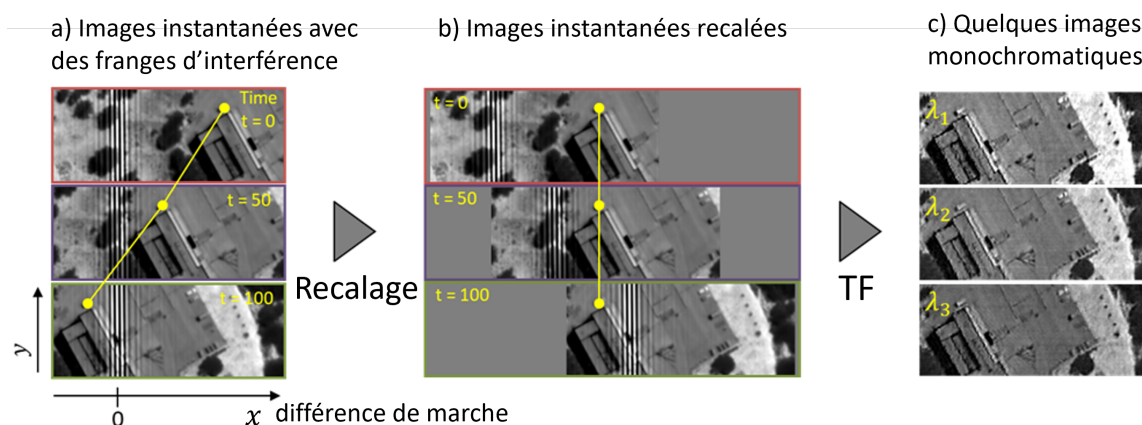 a) Images instantanées avec
des franges d’interférence
b) Images instantanées recalées
c) Quelques images
monochromatiques
Time
t = 0
t = 50
t = 100
t = 0
t = 50
t = 100
λ1
λ2
λ3
Recalage
TF
y
0
x différence de marche